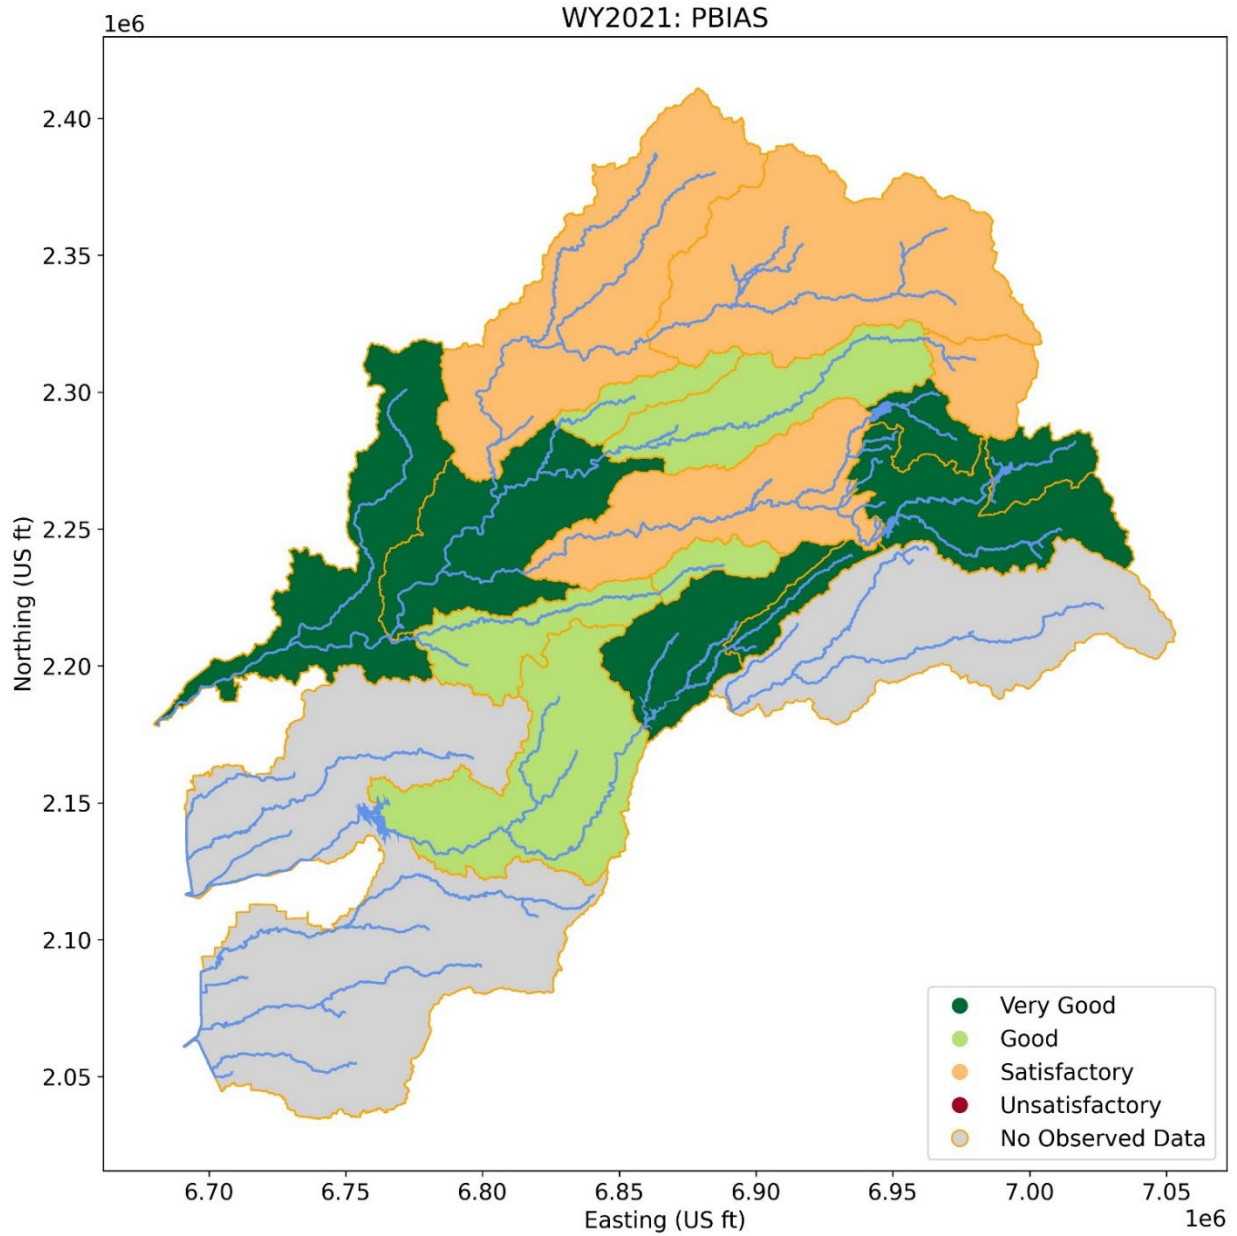 WY2021: PBIAS
1e6
2.40
2.35
2.30
2.25
2.20
2.15
2.10
2.05
Northing (US ft)
6.70 6.75 6.80 6.85 6.90 6.95 7.00 7.05
Easting (US ft)
1e6
Very Good
Good
Satisfactory
Unsatisfactory
No Observed Data